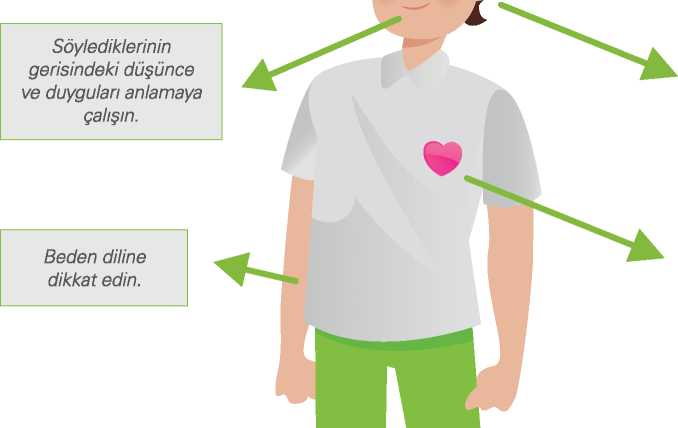 Söylediklerinin
gerisindeki düşünce
ve duyguları anlamaya
çalışın.
Beden diline
dikkat edin.